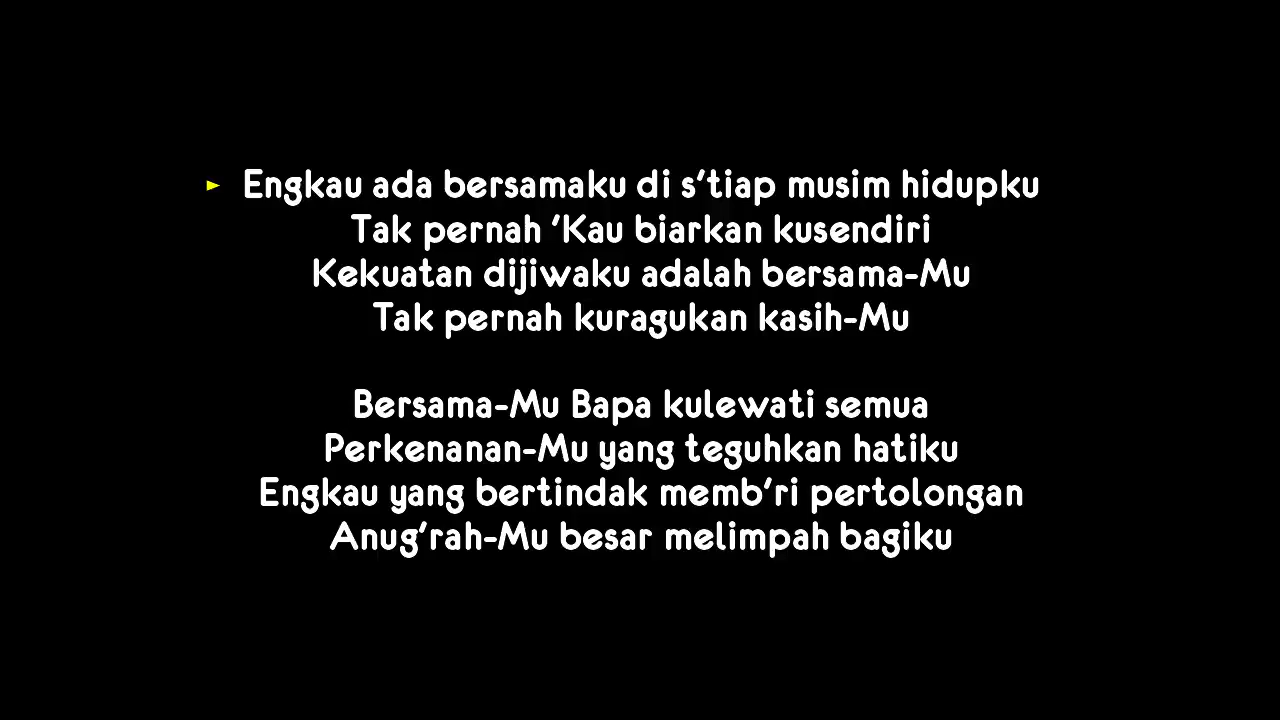 ► Engkau ada bersamaku di s'tiap musim hidupku
Tak pernah 'Kau biarkan kusendiri
Kekuatan dijiwaku adalah bersama-Mu
Tak pernah kuragukan kasih-Mu
Bersama-Mu Bapa kulewati semua
Perkenanan-Mu yang teguhkan hatiku
Engkau yang bertindak memb'ri pertolongan
Anug'rah-Mu besar melimpah bagiku